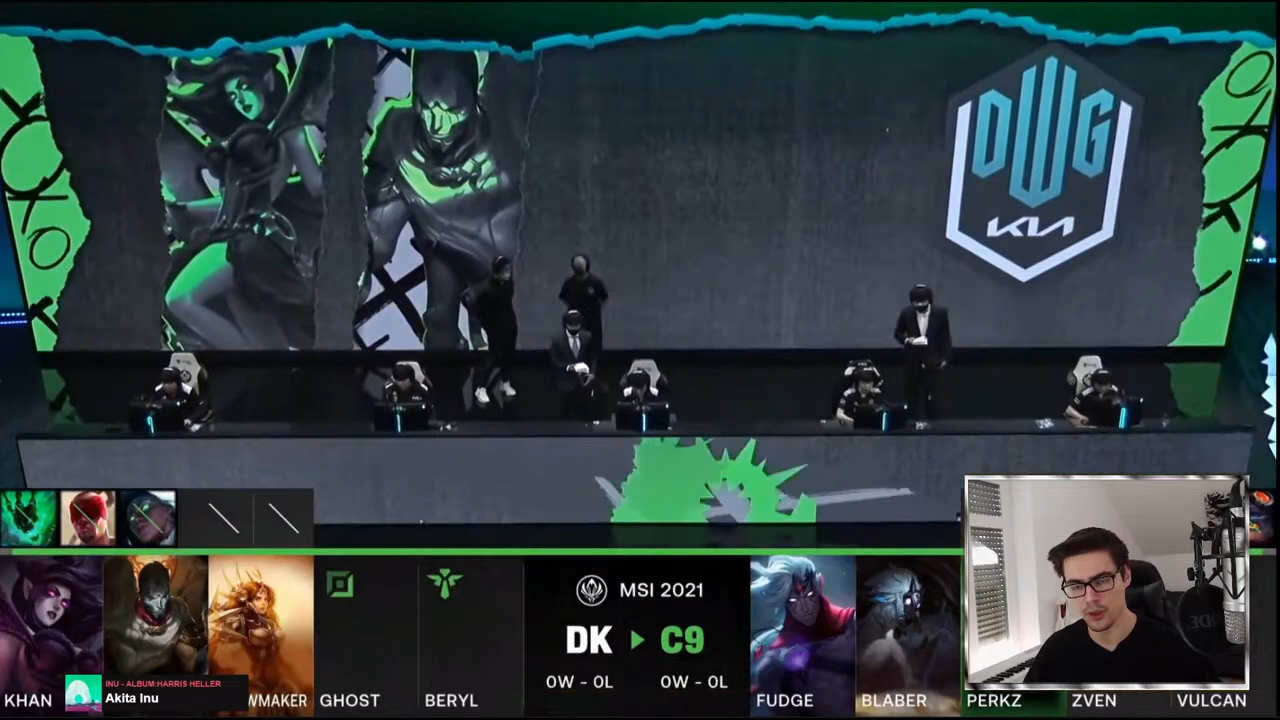 DWG
KIA
MSI 2021
DK C9
0W - 0L 0W - 0L
KHAN WMAKER GHOST BERYL FUDGE BLABER PERKZ ZVEN VULCAN
INU - ALBUM:HARRIS HELLER
Akita Inu